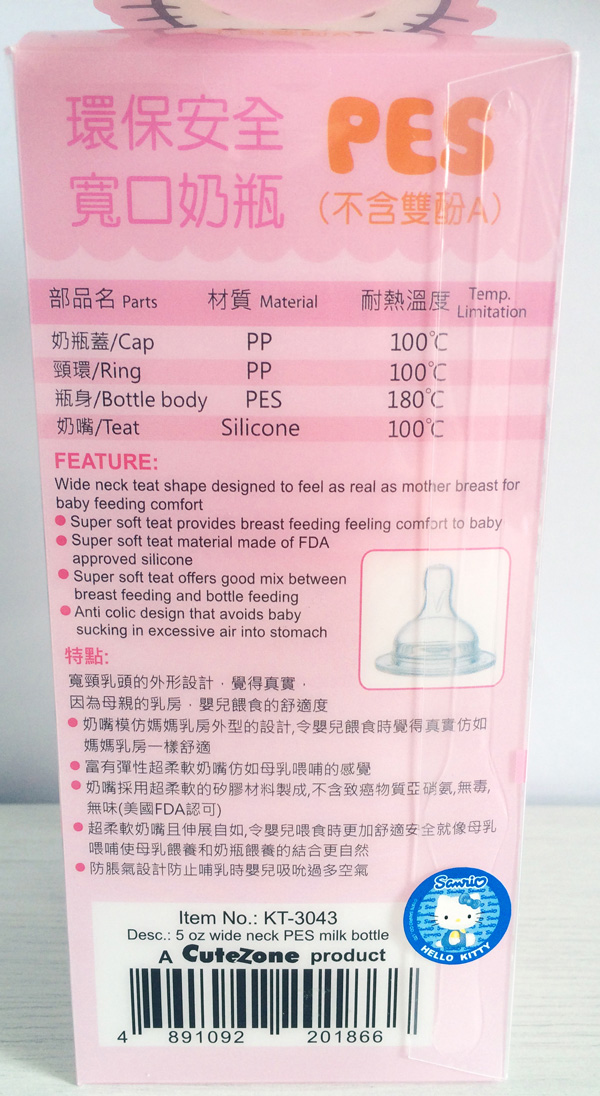 環保安全 PES
寬口奶瓶 (不含雙酚A)
部品名 Parts 材質 Material 耐熱溫度 Temp. Limitation
奶瓶蓋/Cap PP 100℃
頸環/Ring PP 100℃
瓶身/Bottle body PES 180℃
奶嘴/Teat Silicone 100℃
FEATURE:
Wide neck teat shape designed to feel as real as mother breast for
baby feeding comfort
● Super soft teat provides breast feeding feeling comfort to baby
● Super soft teat material made of FDA
approved silicone
● Super soft teat offers good mix between
breast feeding and bottle feeding
● Anti colic design that avoids baby
sucking in excessive air into stomach
特點:
寬頸乳頭的外形設計，覺得真實，
因為母親的乳房，嬰兒餵食的舒適度
● 奶嘴模仿媽媽乳房外型的設計,令嬰兒餵食時覺得真實仿如
媽媽乳房一樣舒適
● 富有彈性超柔軟奶嘴仿如母乳喂哺的感覺
● 奶嘴採用超柔軟的矽膠材料製成,不含致癌物質亞硝氨,無毒,
無味(美國FDA認可)
● 超柔軟奶嘴且伸展自如,令嬰兒喂食時更加舒適安全就像母乳
喂哺使母乳餵養和奶瓶餵養的結合更自然
● 防脹氣設計防止哺乳時嬰兒吸吮過多空氣
Sanrio
HELLO KITTY
Item No.: KT-3043
Desc.: 5 oz wide neck PES milk bottle
A CuteZone product
4 891092 201866